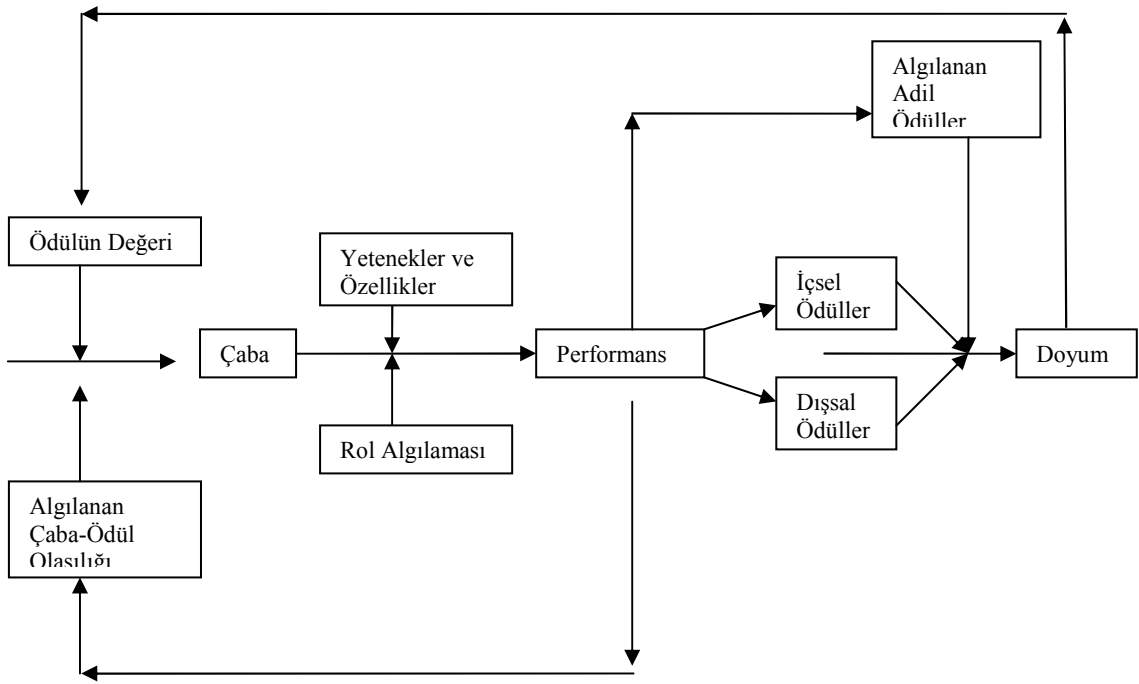 Algılanan
Adil
Ödüller
Ödülün Değeri
Yetenekler ve
Özellikler
İçsel
Ödüller
Çaba
Performans
Doyum
Dışsal
Ödüller
Rol Algılaması
Algılanan
Çaba-Ödül
Olasılığı